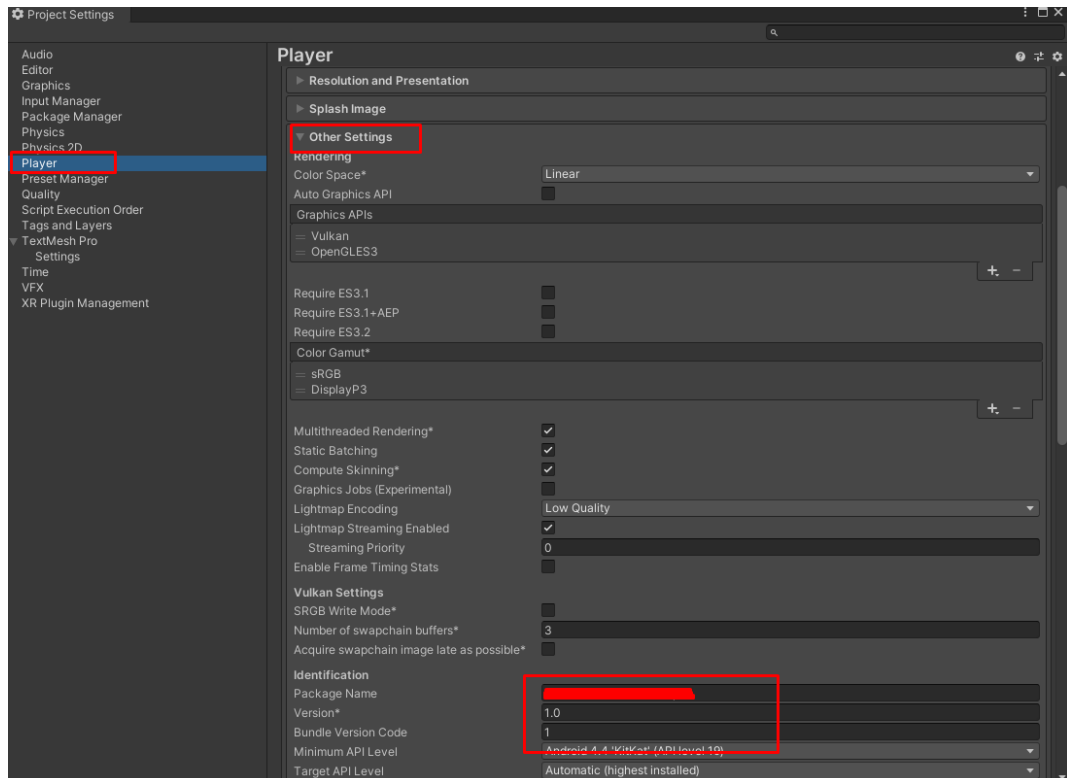 Project Settings
Audio
Editor
Graphics
Input Manager
Package Manager
Physics
Physics 2D
Player
Preset Manager
Quality
Script Execution Order
Tags and Layers
TextMesh Pro
Settings
Time
VFX
XR Plugin Management
Player
Resolution and Presentation
Splash Image
Other Settings
Rendering
Color Space* Linear
Auto Graphics API
Graphics APIs
Vulkan
OpenGLES3
Require ES3.1
Require ES3.1+AEP
Require ES3.2
Color Gamut*
sRGB
DisplayP3
Multithreaded Rendering*
Static Batching
Compute Skinning*
Graphics Jobs (Experimental)
Lightmap Encoding Low Quality
Lightmap Streaming Enabled
Streaming Priority 0
Enable Frame Timing Stats
Vulkan Settings
SRGB Write Mode*
Number of swapchain buffers* 3
Acquire swapchain image late as possible*
Identification
Package Name
Version* 1.0
Bundle Version Code 1
Minimum API Level Android 4.4 'KitKat' (API level 19)
Target API Level Automatic (highest installed)